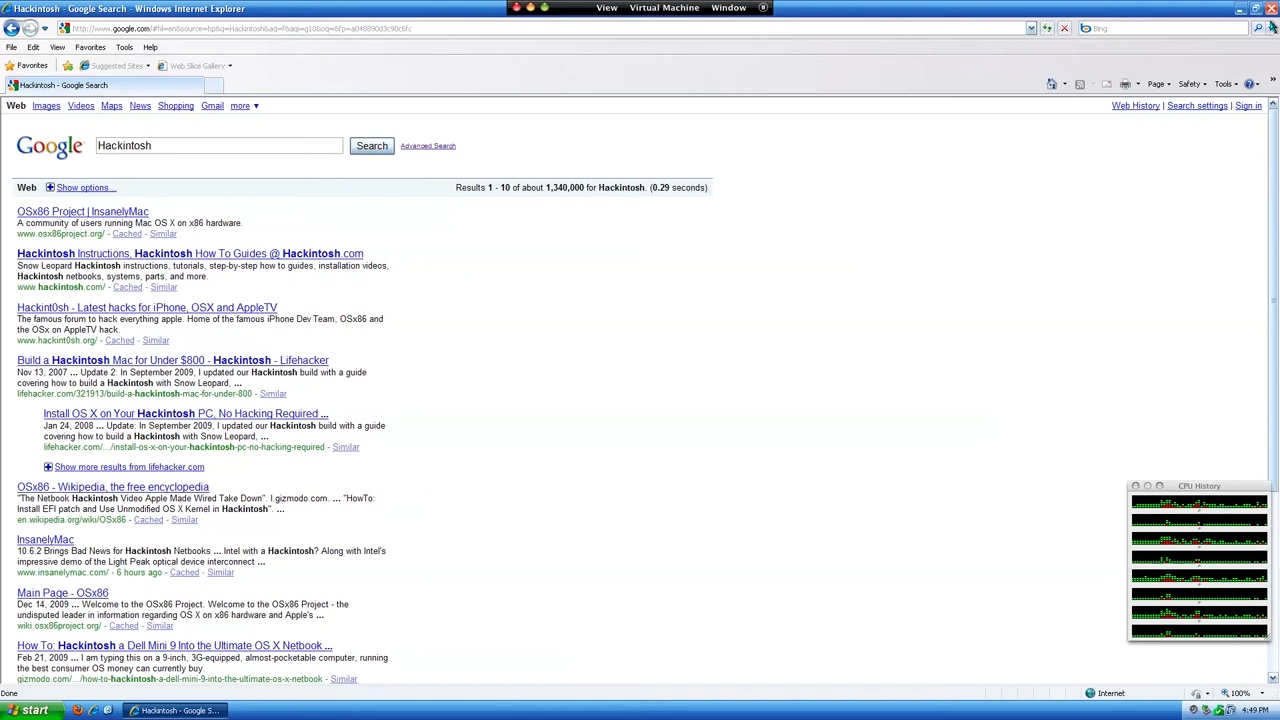 Hackintosh - Google Search - Windows Internet Explorer
View Virtual Machine Window
http://www.google.com/#hl=en&source=hp&q=Hackintosh&aq=f&aqi=g10&oq=&fp=a048890d3c90c6fc
Bing
File Edit View Favorites Tools Help
Favorites Suggested Sites Web Slice Gallery
Hackintosh - Google Search
Page Safety Tools
Web Images Videos Maps News Shopping Gmail more ▼
Web History | Search settings | Sign in
Google Hackintosh Search Advanced Search
Web Show options...
Results 1 - 10 of about 1,340,000 for Hackintosh. (0.29 seconds)
OSx86 Project | InsanelyMac
A community of users running Mac OS X on x86 hardware.
www.osx86project.org/ - Cached - Similar
Hackintosh Instructions, Hackintosh How To Guides @ Hackintosh.com
Snow Leopard Hackintosh instructions, tutorials, step-by-step how to guides, installation videos,
Hackintosh netbooks, systems, parts, and more.
www.hackintosh.com/ - Cached - Similar
Hackint0sh - Latest hacks for iPhone, OSX and AppleTV
The famous forum to hack everything apple. Home of the famous iPhone Dev Team, OSx86 and
the OSx on AppleTV hack.
www.hackint0sh.org/ - Cached - Similar
Build a Hackintosh Mac for Under $800 - Hackintosh - Lifehacker
Nov 13, 2007 ... Update 2: In September 2009, I updated our Hackintosh build with a guide
covering how to build a Hackintosh with Snow Leopard, ...
lifehacker.com/321913/build-a-hackintosh-mac-for-under-800 - Similar
Install OS X on Your Hackintosh PC, No Hacking Required ...
Jan 24, 2008 ... Update: In September 2009, I updated our Hackintosh build with a guide
covering how to build a Hackintosh with Snow Leopard, ...
lifehacker.com/.../install-os-x-on-your-hackintosh-pc-no-hacking-required - Similar
Show more results from lifehacker.com
OSx86 - Wikipedia, the free encyclopedia
"The Netbook Hackintosh Video Apple Made Wired Take Down". I.gizmodo.com. ... "HowTo:
Install EFI patch and Use Unmodified OS X Kernel in Hackintosh". ...
en.wikipedia.org/wiki/OSx86 - Cached - Similar
InsanelyMac
10.6.2 Brings Bad News for Hackintosh Netbooks ... Intel with a Hackintosh? Along with Intel's
impressive demo of the Light Peak optical device interconnect ...
www.insanelymac.com/ - 6 hours ago - Cached - Similar
Main Page - OSx86
Dec 14, 2009 ... Welcome to the OSx86 Project. Welcome to the OSx86 Project - the
undisputed leader in information regarding OS X on x86 hardware and Apple's ...
wiki.osx86project.org/ - Cached - Similar
How To: Hackintosh a Dell Mini 9 Into the Ultimate OS X Netbook ...
Feb 21, 2009 ... I am typing this on a 9-inch, 3G-equipped, almost-pocketable computer, running
the best consumer OS money can currently buy.
gizmodo.com/.../how-to-hackintosh-a-dell-mini-9-into-the-ultimate-os-x-netbook - Similar
CPU History
Done Internet 100%
start Hackintosh - Google S... 4:49 PM